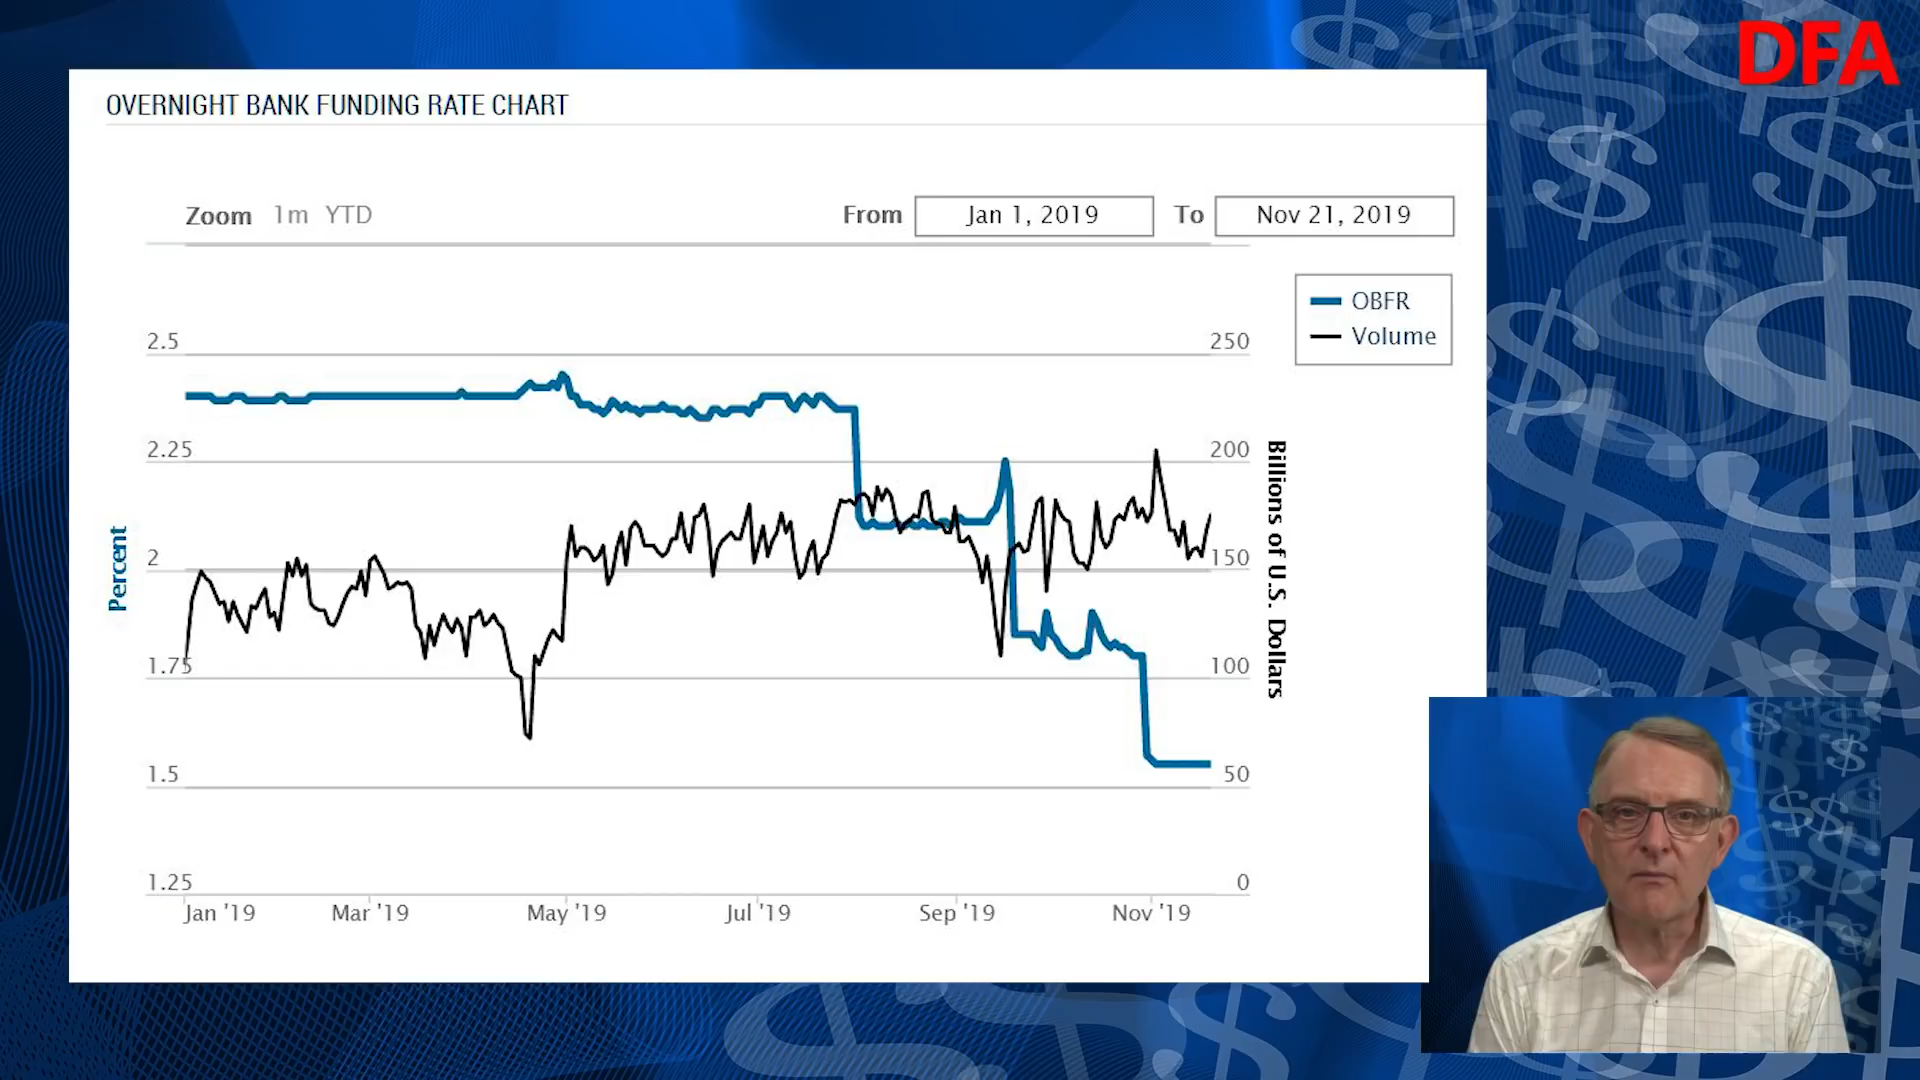 DFA
OVERNIGHT BANK FUNDING RATE CHART
Zoom 1m YTD From Jan 1, 2019 To Nov 21, 2019
OBFR
Volume
2.5 250
2.25 200
2 150
1.75 100
1.5 50
1.25 0
Percent
Billions of U.S. Dollars
Jan '19 Mar '19 May '19 Jul '19 Sep '19 Nov '19